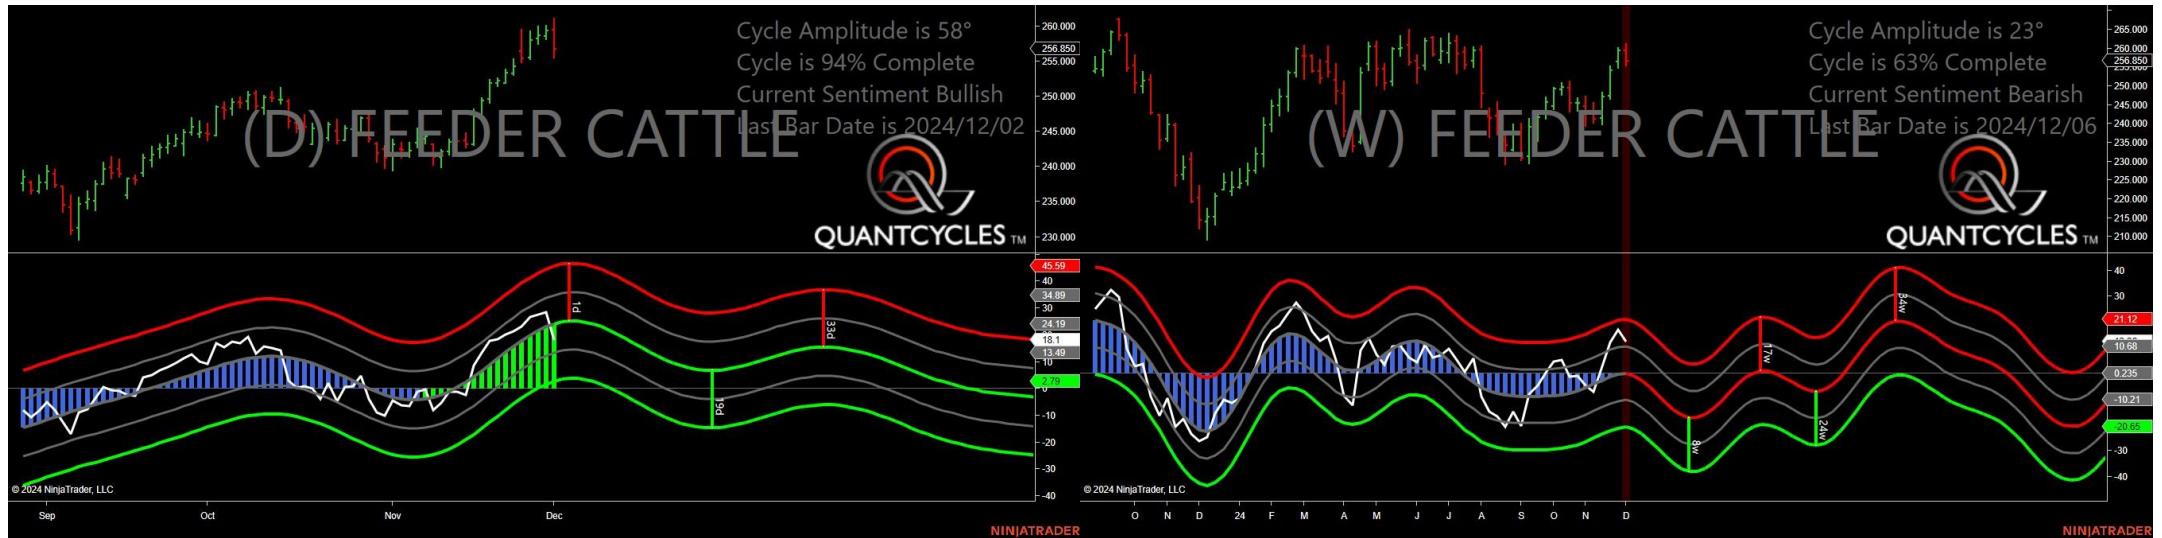 Cycle Amplitude is 58°
Cycle is 94% Complete
Current Sentiment Bullish
Last Bar Date is 2024/12/02
(D) FEEDER CATTLE
QUANTCYCLES TM
260.000
256.850
255.000
250.000
245.000
240.000
235.000
230.000
45.59
40
34.89
30
24.19
18.1
13.49
10
2.79
0
-10
-20
-30
-40
1d
19d
33d
© 2024 NinjaTrader, LLC
Sep
Oct
Nov
Dec
NINJATRADER
Cycle Amplitude is 23°
Cycle is 63% Complete
Current Sentiment Bearish
Last Bar Date is 2024/12/06
(W) FEEDER CATTLE
QUANTCYCLES TM
265.000
260.000
256.850
255.000
250.000
245.000
240.000
235.000
230.000
225.000
220.000
215.000
210.000
40
30
21.12
10.68
0.235
-10.21
-20.65
-30
-40
8w
17w
24w
34w
© 2024 NinjaTrader, LLC
O N D 24 F M A M J J A S O N D
NINJATRADER